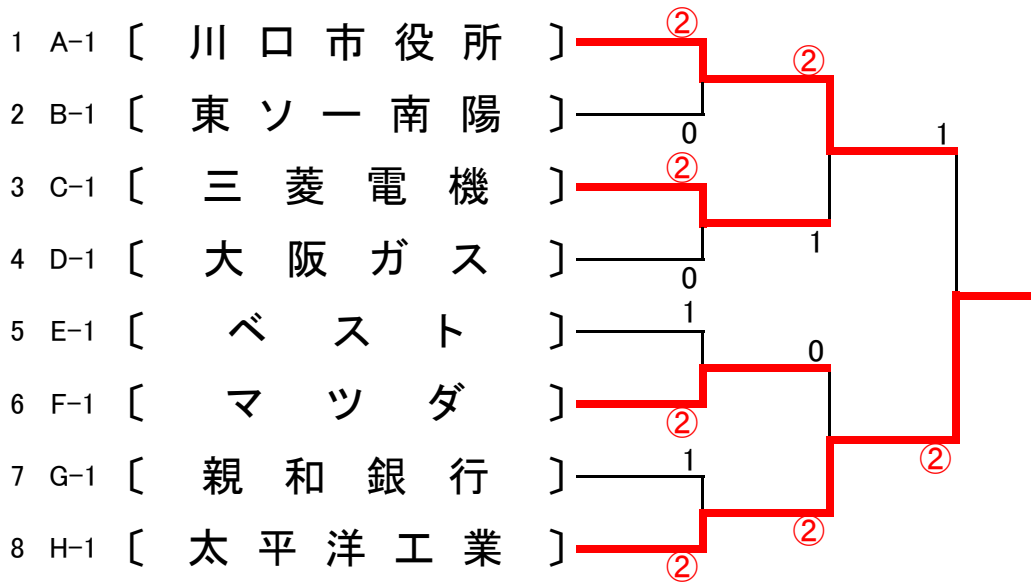 1 A-1 〔 川 口 市 役 所 〕 ② ②
2 B-1 〔 東 ソ ー 南 陽 〕 0 1
3 C-1 〔 三 菱 電 機 〕 ② 1
4 D-1 〔 大 阪 ガ ス 〕 0
5 E-1 〔 ベ ス ト 〕 1 0
6 F-1 〔 マ ツ ダ 〕 ② ②
7 G-1 〔 親 和 銀 行 〕 1 ②
8 H-1 〔 太 平 洋 工 業 〕 ②